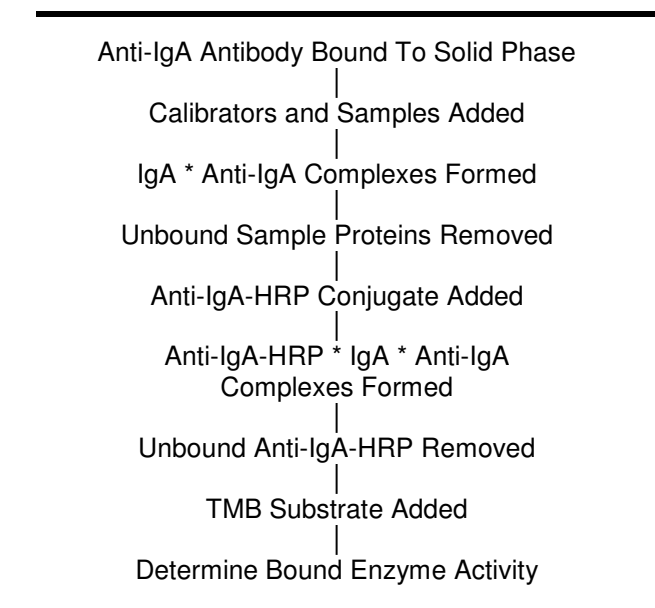 Anti-IgA Antibody Bound To Solid Phase
Calibrators and Samples Added
IgA * Anti-IgA Complexes Formed
Unbound Sample Proteins Removed
Anti-IgA-HRP Conjugate Added
Anti-IgA-HRP * IgA * Anti-IgA
Complexes Formed
Unbound Anti-IgA-HRP Removed
TMB Substrate Added
Determine Bound Enzyme Activity